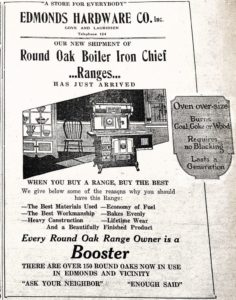 "A STORE FOR EVERYBODY"
EDMONDS HARDWARE CO. Inc.
LOVE AND LAURIDSEN
Telephone 124
OUR NEW SHIPMENT OF
Round Oak Boiler Iron Chief
...Ranges...
HAS JUST ARRIVED
Oven over-size
Burns
Coal, Coke or Wood
Requires
no Blacking
Lasts a
Generation
WHEN YOU BUY A RANGE, BUY THE BEST
We give below some of the reasons why you should
have this Range:
—The Best Materials Used —Economy of Fuel
—The Best Workmanship —Bakes Evenly
—Heavy Construction —Lifetime Wear
And a Beautifully Finished Product
Every Round Oak Range Owner is a
Booster
THERE ARE OVER 150 ROUND OAKS NOW IN USE
IN EDMONDS AND VICINITY
"ASK YOUR NEIGHBOR" "ENOUGH SAID"